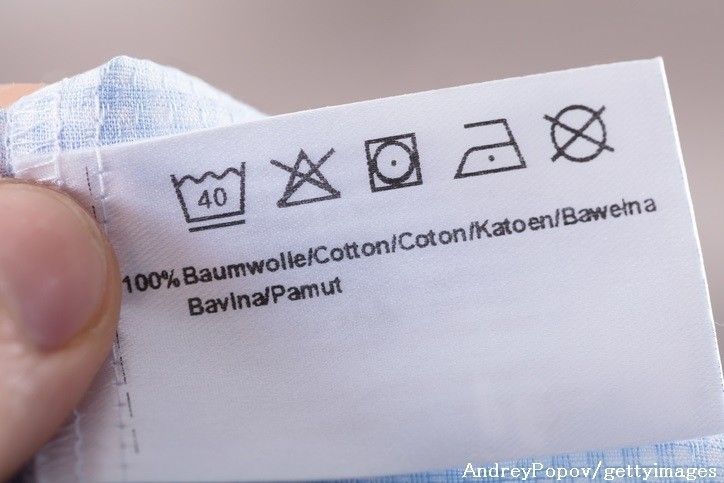 40
100% Baumwolle/Cotton/Coton/Katoen/Bawełna
Bavlna/Pamut
AndreyPopov/gettyimages